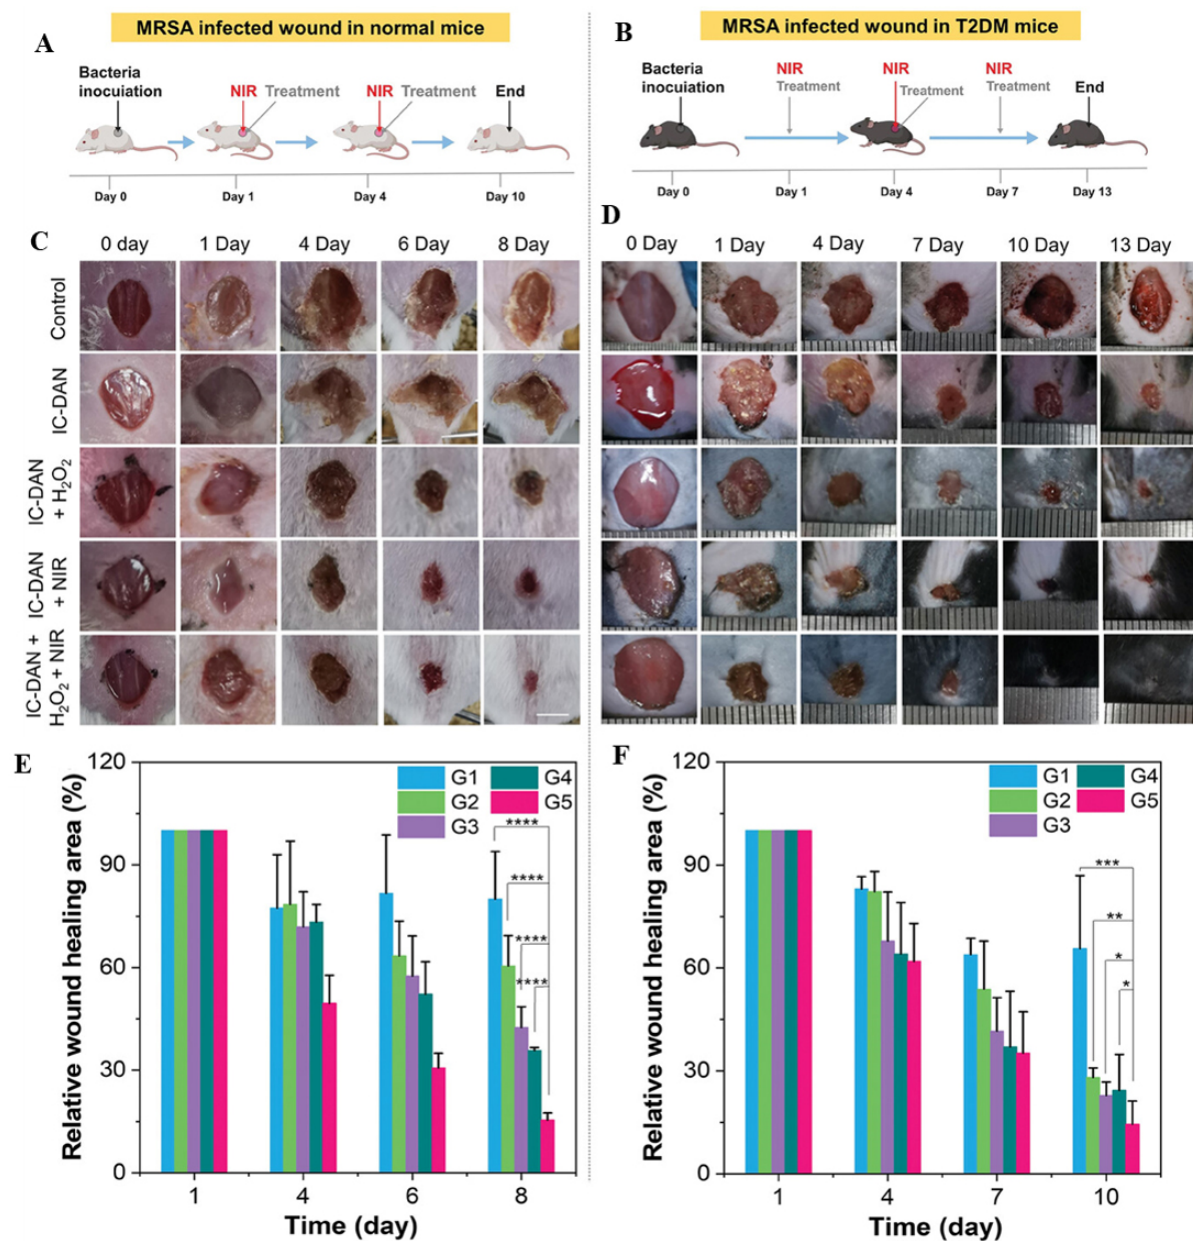 A
MRSA infected wound in normal mice
Bacteria
inocuiation
NIR
Treatment
NIR
Treatment
End
Day 0
Day 1
Day 4
Day 10
B
MRSA infected wound in T2DM mice
Bacteria
inocuiation
NIR
Treatment
NIR
Treatment
NIR
Treatment
End
Day 0
Day 1
Day 4
Day 7
Day 13
C
0 day
1 Day
4 Day
6 Day
8 Day
Control
IC-DAN
IC-DAN
+ H₂O₂
IC-DAN
+ NIR
IC-DAN +
H₂O₂ + NIR
D
0 Day
1 Day
4 Day
7 Day
10 Day
13 Day
E
Relative wound healing area (%)
120
90
60
30
0
G1
G2
G3
G4
G5
****
****
****
****
1
4
6
8
Time (day)
F
Relative wound healing area (%)
120
90
60
30
0
G1
G2
G3
G4
G5
***
**
*
*
1
4
7
10
Time (day)